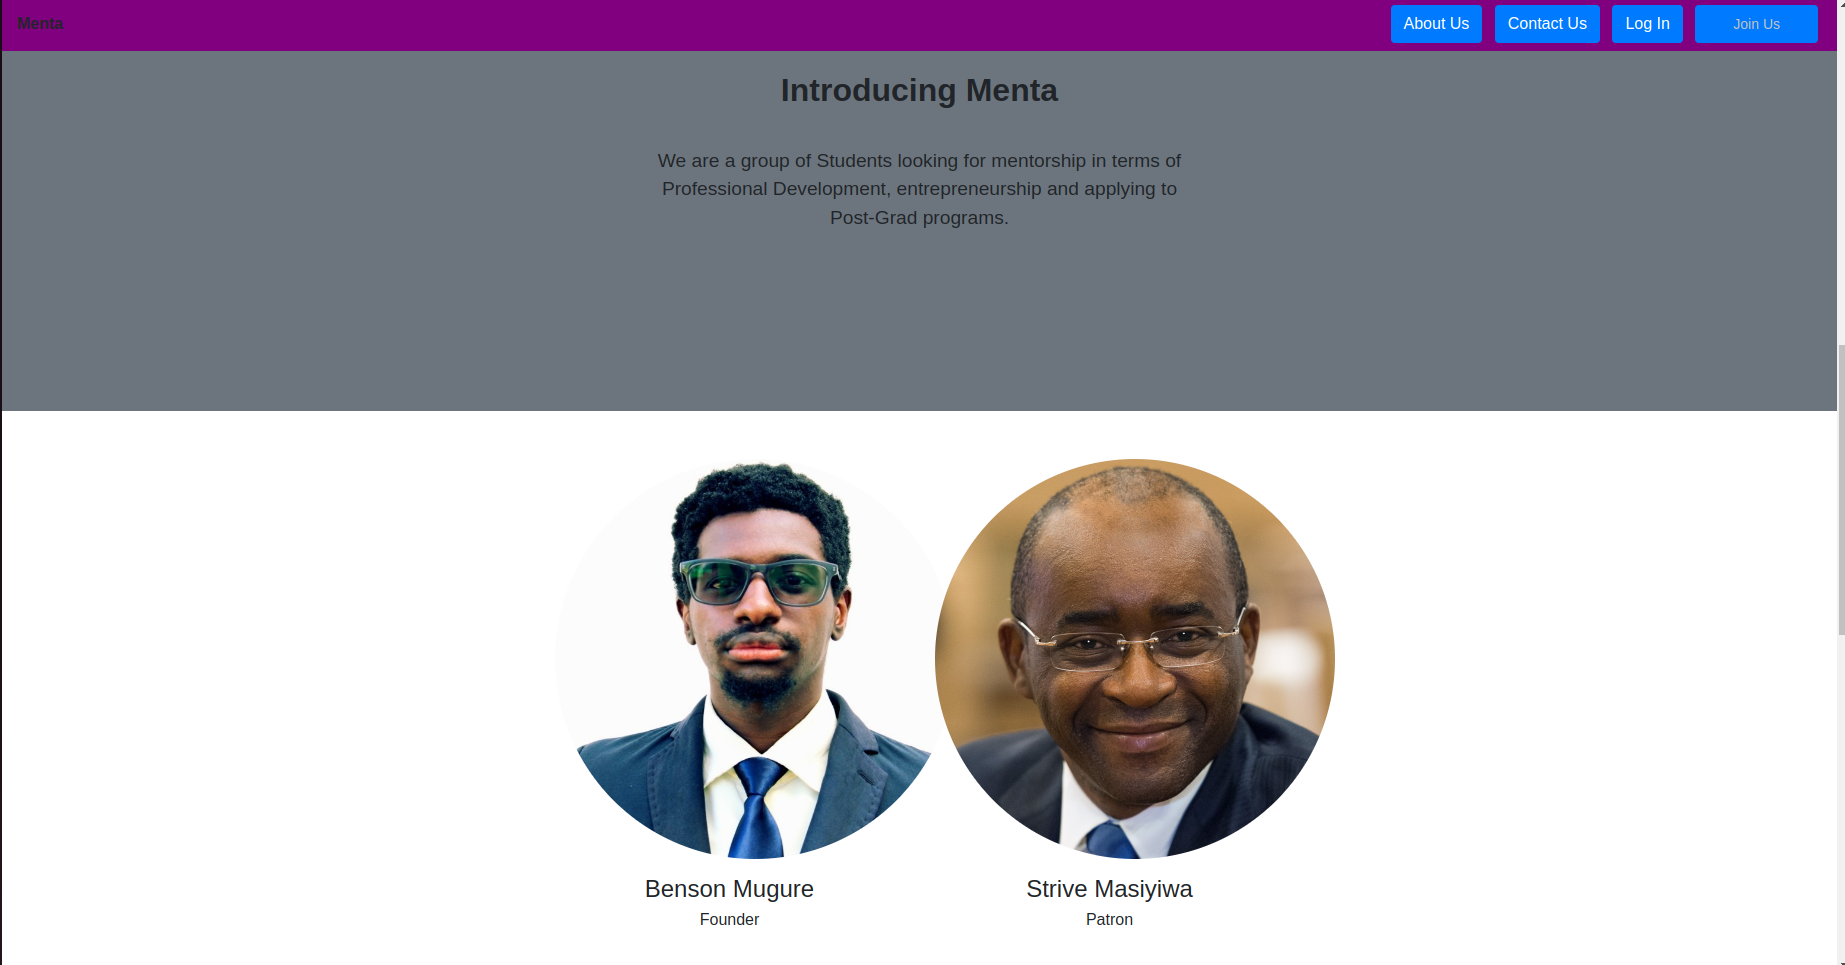 Menta
About Us
Contact Us
Log In
Join Us
Introducing Menta
We are a group of Students looking for mentorship in terms of
Professional Development, entrepreneurship and applying to
Post-Grad programs.
Benson Mugure
Strive Masiyiwa
Founder
Patron